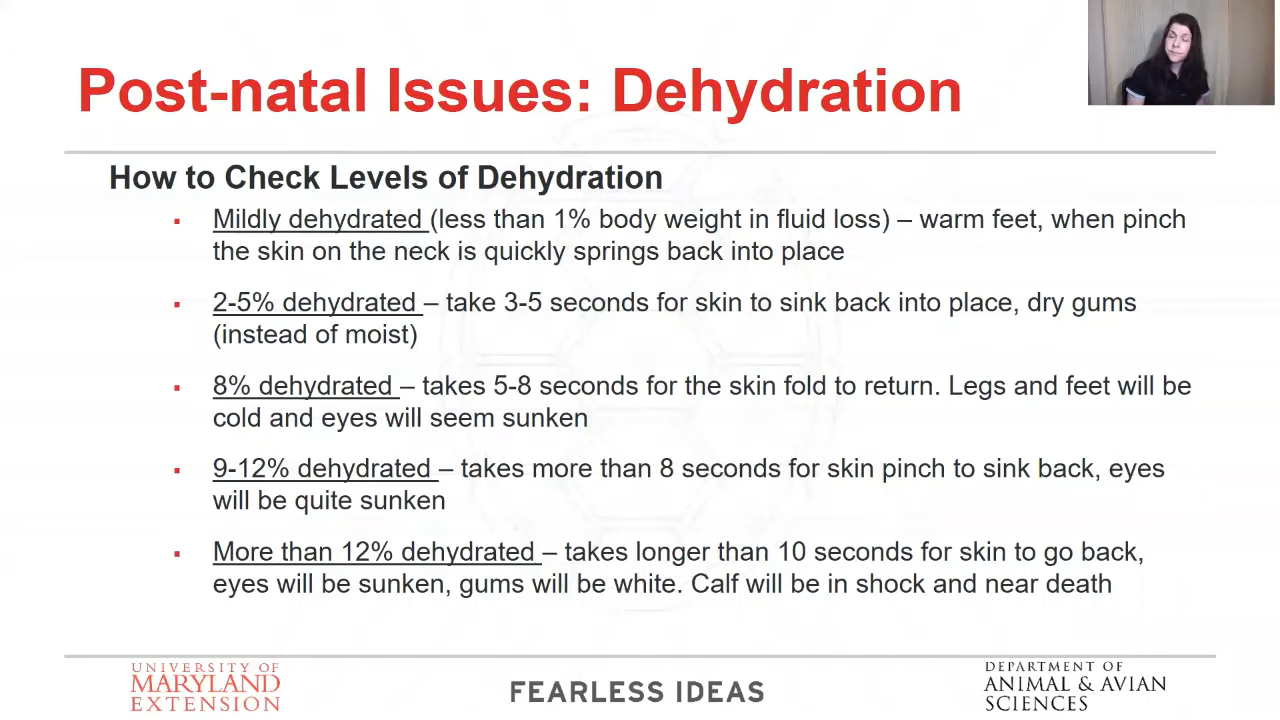 Post-natal Issues: Dehydration
How to Check Levels of Dehydration
▪ Mildly dehydrated (less than 1% body weight in fluid loss) – warm feet, when pinch
the skin on the neck is quickly springs back into place
▪ 2-5% dehydrated – take 3-5 seconds for skin to sink back into place, dry gums
(instead of moist)
▪ 8% dehydrated – takes 5-8 seconds for the skin fold to return. Legs and feet will be
cold and eyes will seem sunken
▪ 9-12% dehydrated – takes more than 8 seconds for skin pinch to sink back, eyes
will be quite sunken
▪ More than 12% dehydrated – takes longer than 10 seconds for skin to go back,
eyes will be sunken, gums will be white. Calf will be in shock and near death
UNIVERSITY OF
MARYLAND
EXTENSION
FEARLESS IDEAS
DEPARTMENT OF
ANIMAL & AVIAN
SCIENCES